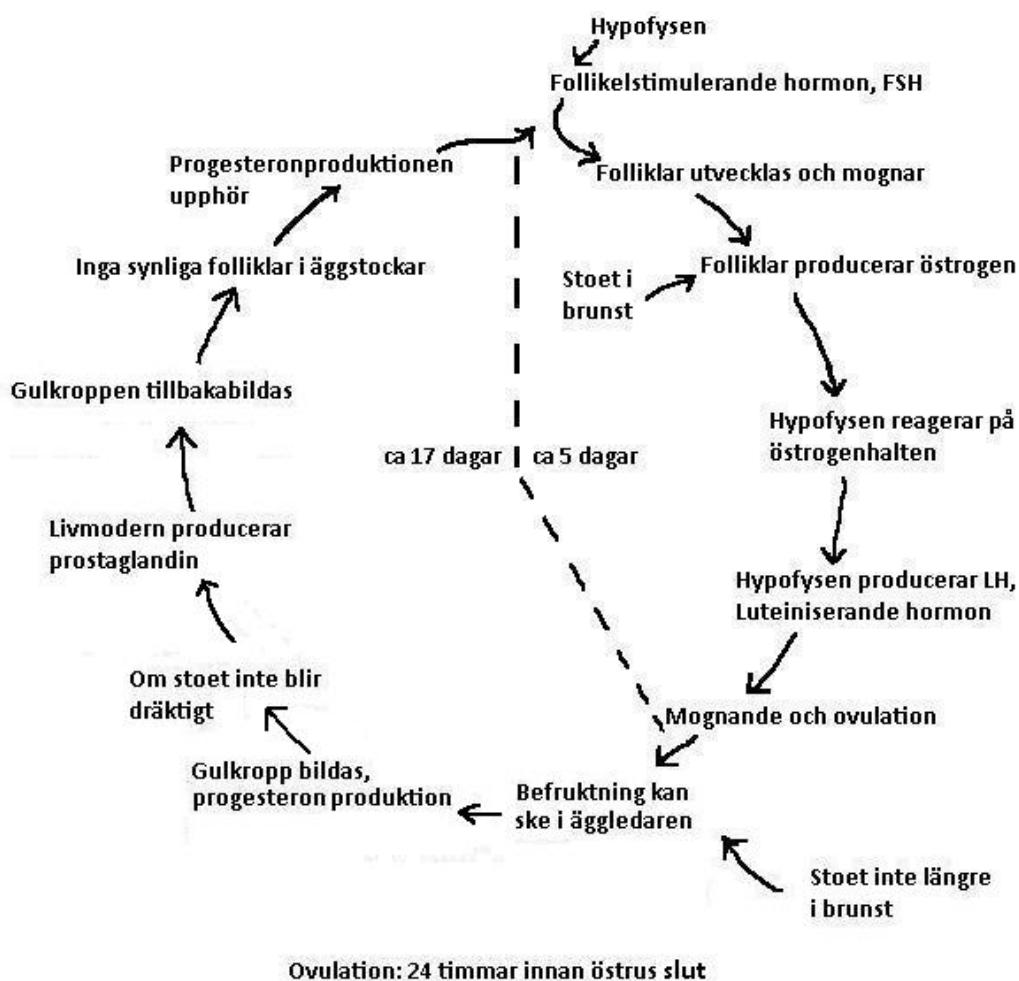 Hypofysen
Follikelstimulerande hormon, FSH
Folliklar utvecklas och mognar
Folliklar producerar östrogen
Stoet i
brunst
Hypofysen reagerar på
östrogenhalten
Hypofysen producerar LH,
Luteiniserande hormon
Mognande och ovulation
Befruktning kan
ske i äggledaren
Stoet inte längre
i brunst
Gulkropp bildas,
progesteron produktion
Om stoet inte blir
dräktigt
Livmodern producerar
prostaglandin
Gulkroppen tillbakabildas
Inga synliga folliklar i äggstockar
Progesteronproduktionen
upphör
ca 17 dagar
ca 5 dagar
Ovulation: 24 timmar innan östrus slut